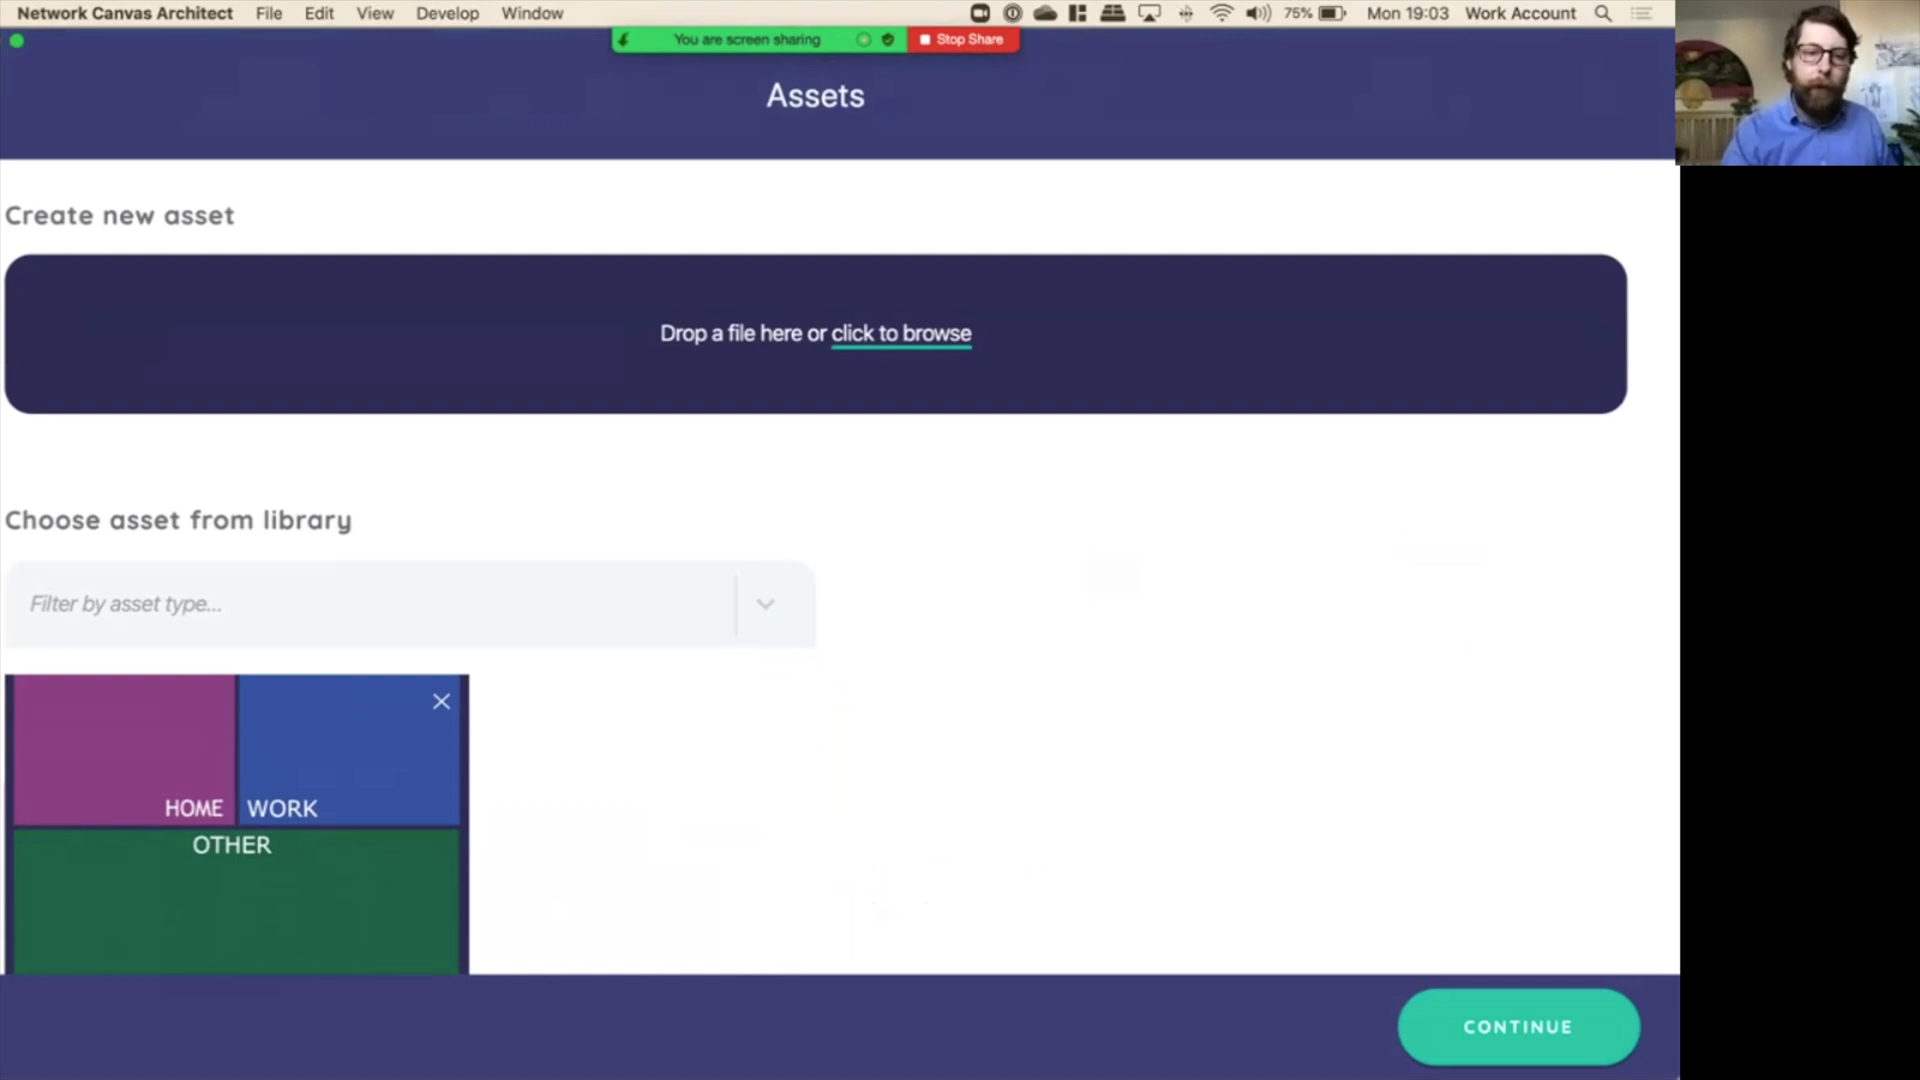 Network Canvas Architect File Edit View Develop Window 75% Mon 19:03 Work Account
You are screen sharing Stop Share
Assets
Create new asset
Drop a file here or click to browse
Choose asset from library
Filter by asset type...
HOME WORK
OTHER
CONTINUE